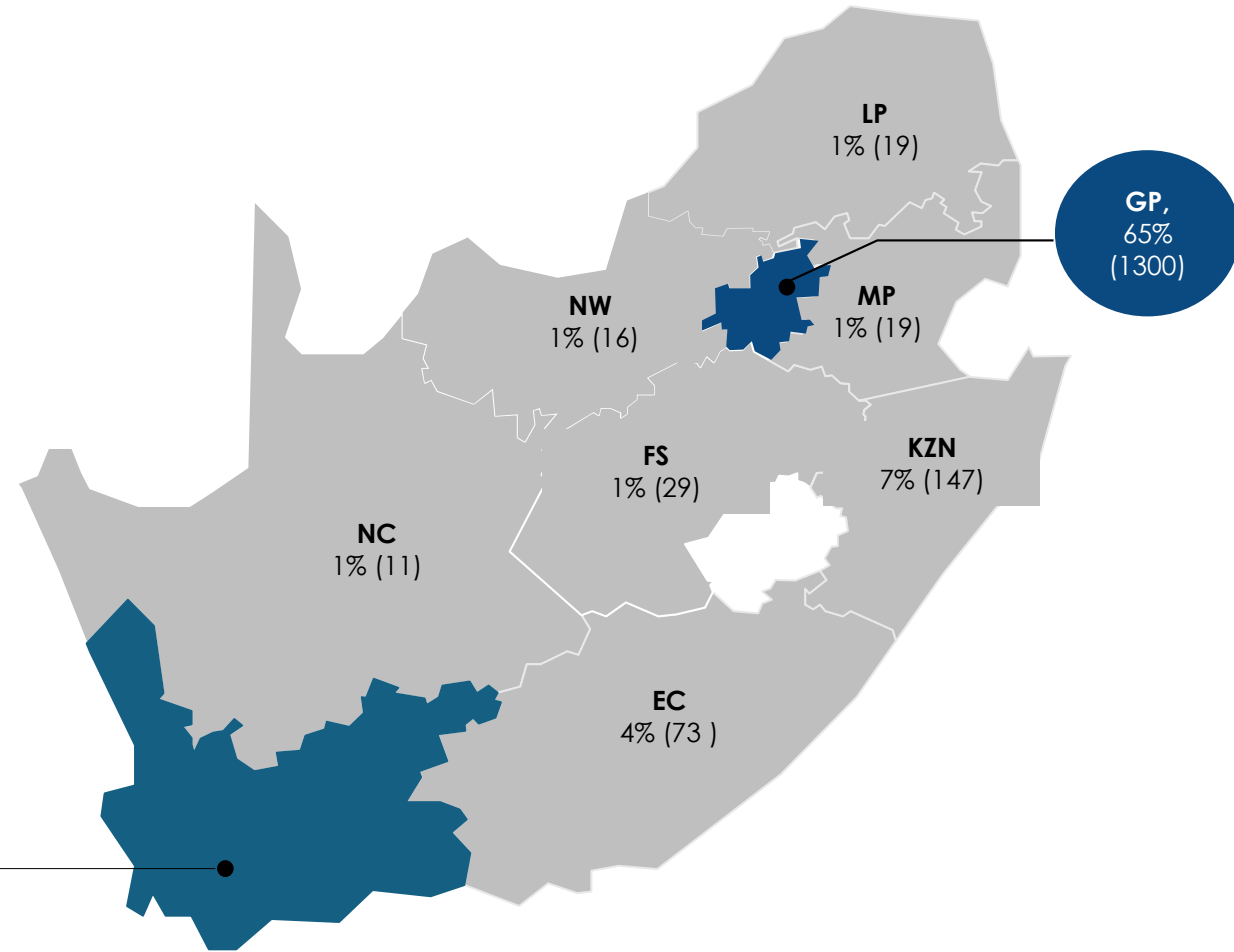 LP
1% (19)
GP,
65%
(1300)
NW
1% (16)
MP
1% (19)
FS
1% (29)
KZN
7% (147)
NC
1% (11)
EC
4% (73 )